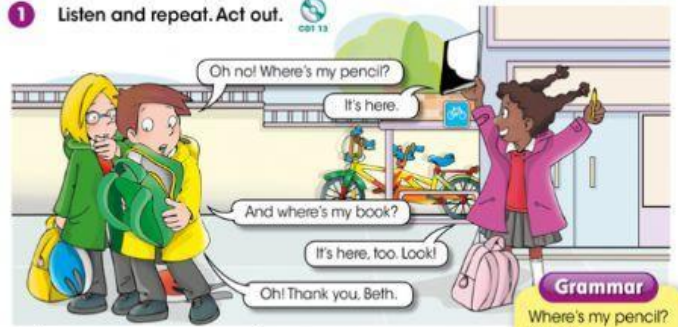 1 Listen and repeat. Act out.
CD1 13
Oh no! Where's my pencil?
It's here.
And where's my book?
It's here, too. Look!
Oh! Thank you, Beth.
Grammar
Where's my pencil?